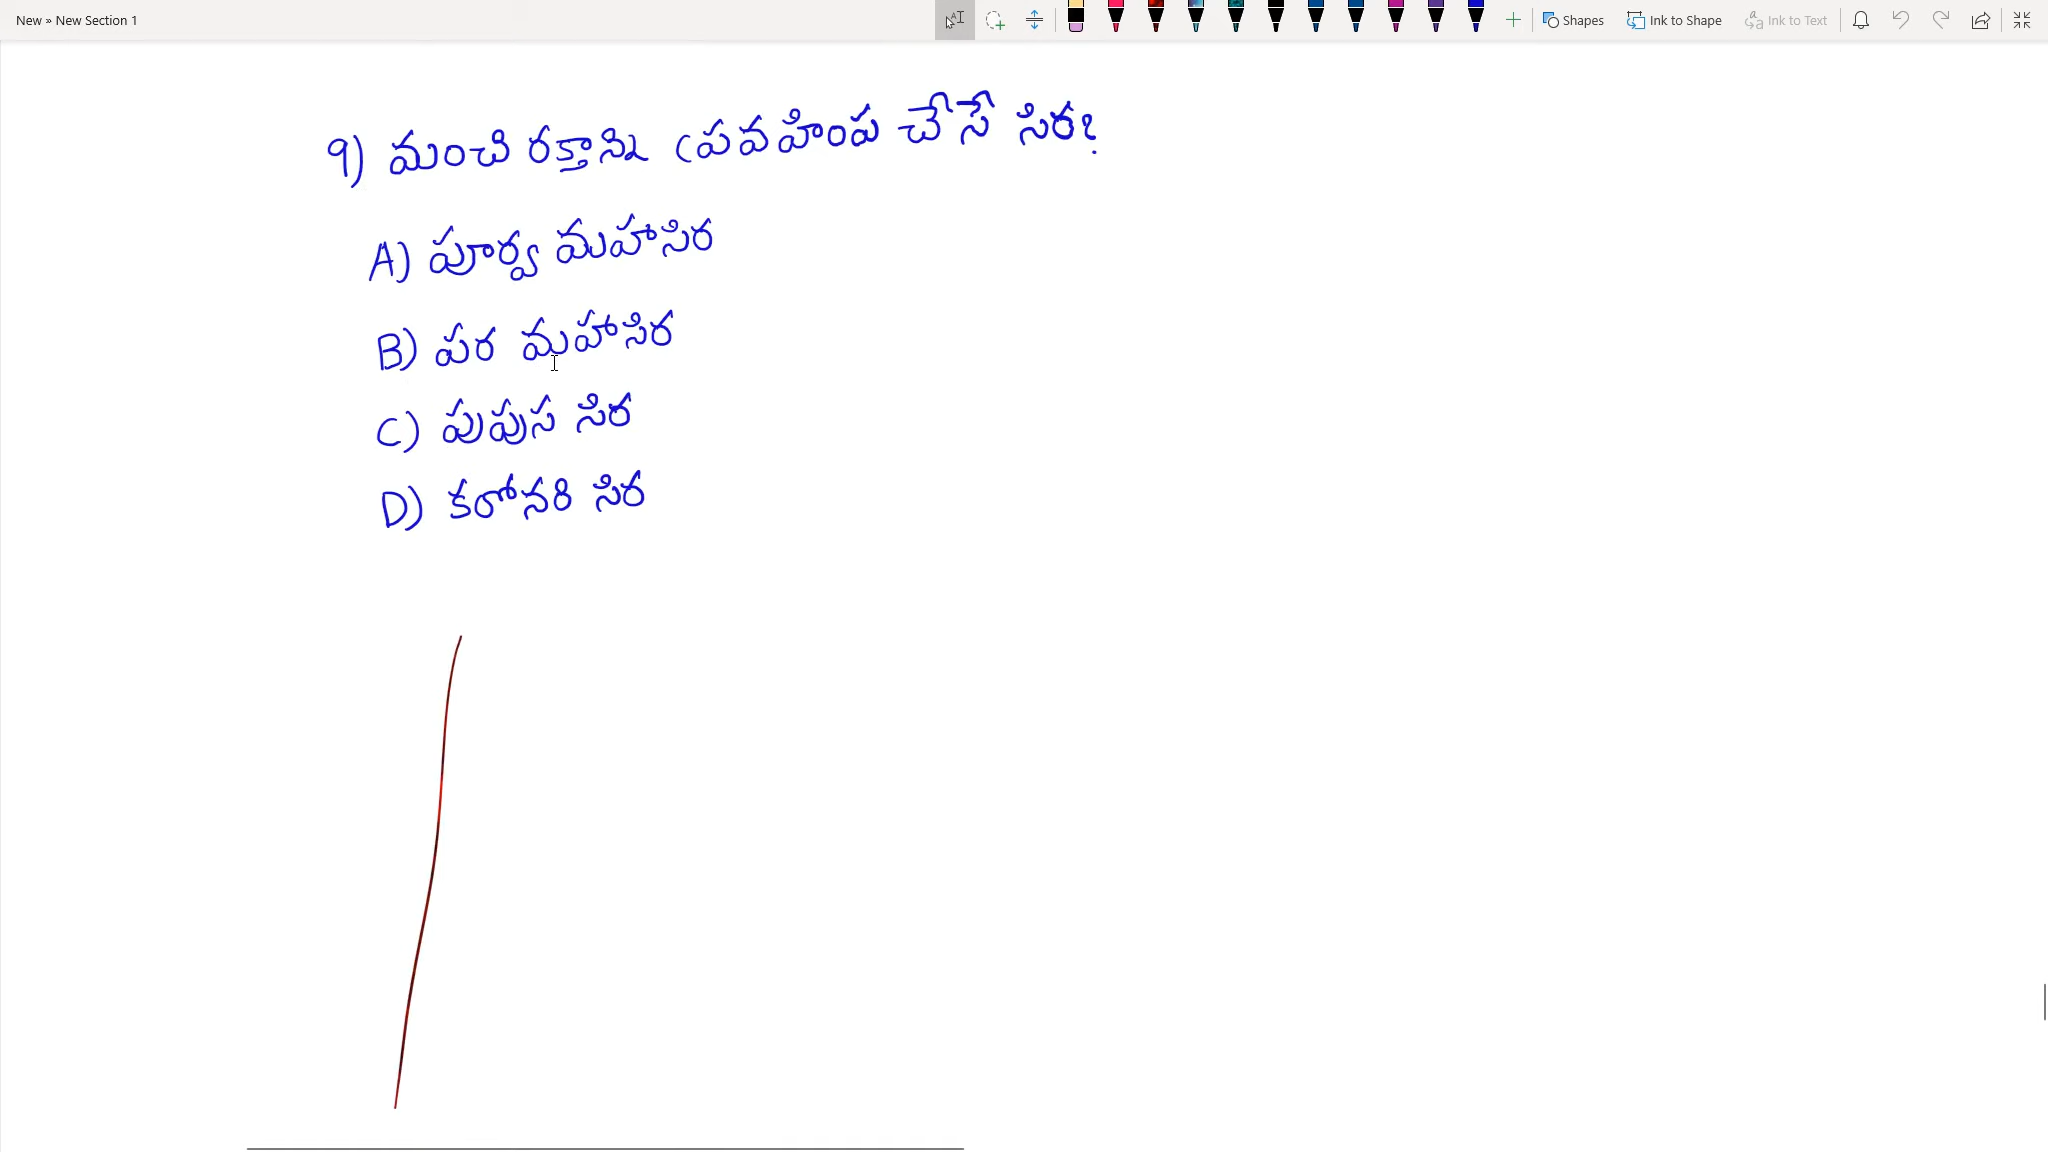 New » New Section 1
Shapes
Ink to Shape
Ink to Text
9) మంచి రక్తాన్ని ప్రవహింప చేసే సిర?
A) పూర్వ మహాసిర
B) పర మహాసిర
C) పుపుస సిర
D) కరోనరి సిర